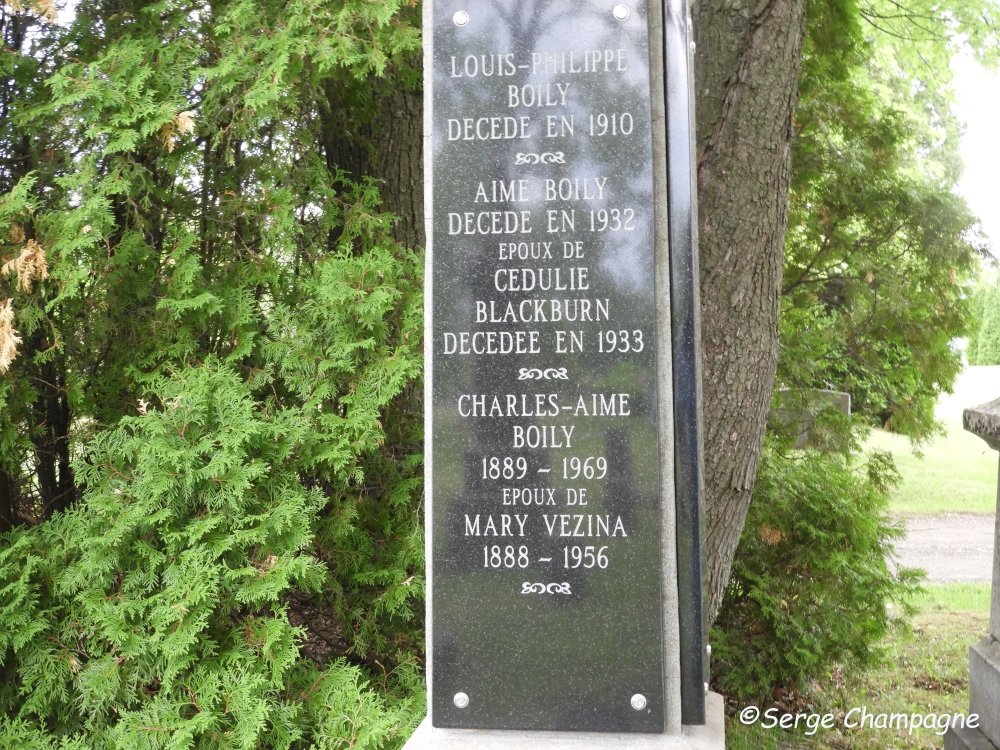 LOUIS-PHILIPPE
BOILY
DECEDE EN 1910
AIME BOILY
DECEDE EN 1932
EPOUX DE
CEDULIE
BLACKBURN
DECEDEE EN 1933
CHARLES-AIME
BOILY
1889 - 1969
EPOUX DE
MARY VEZINA
1888 - 1956
©Serge Champagne